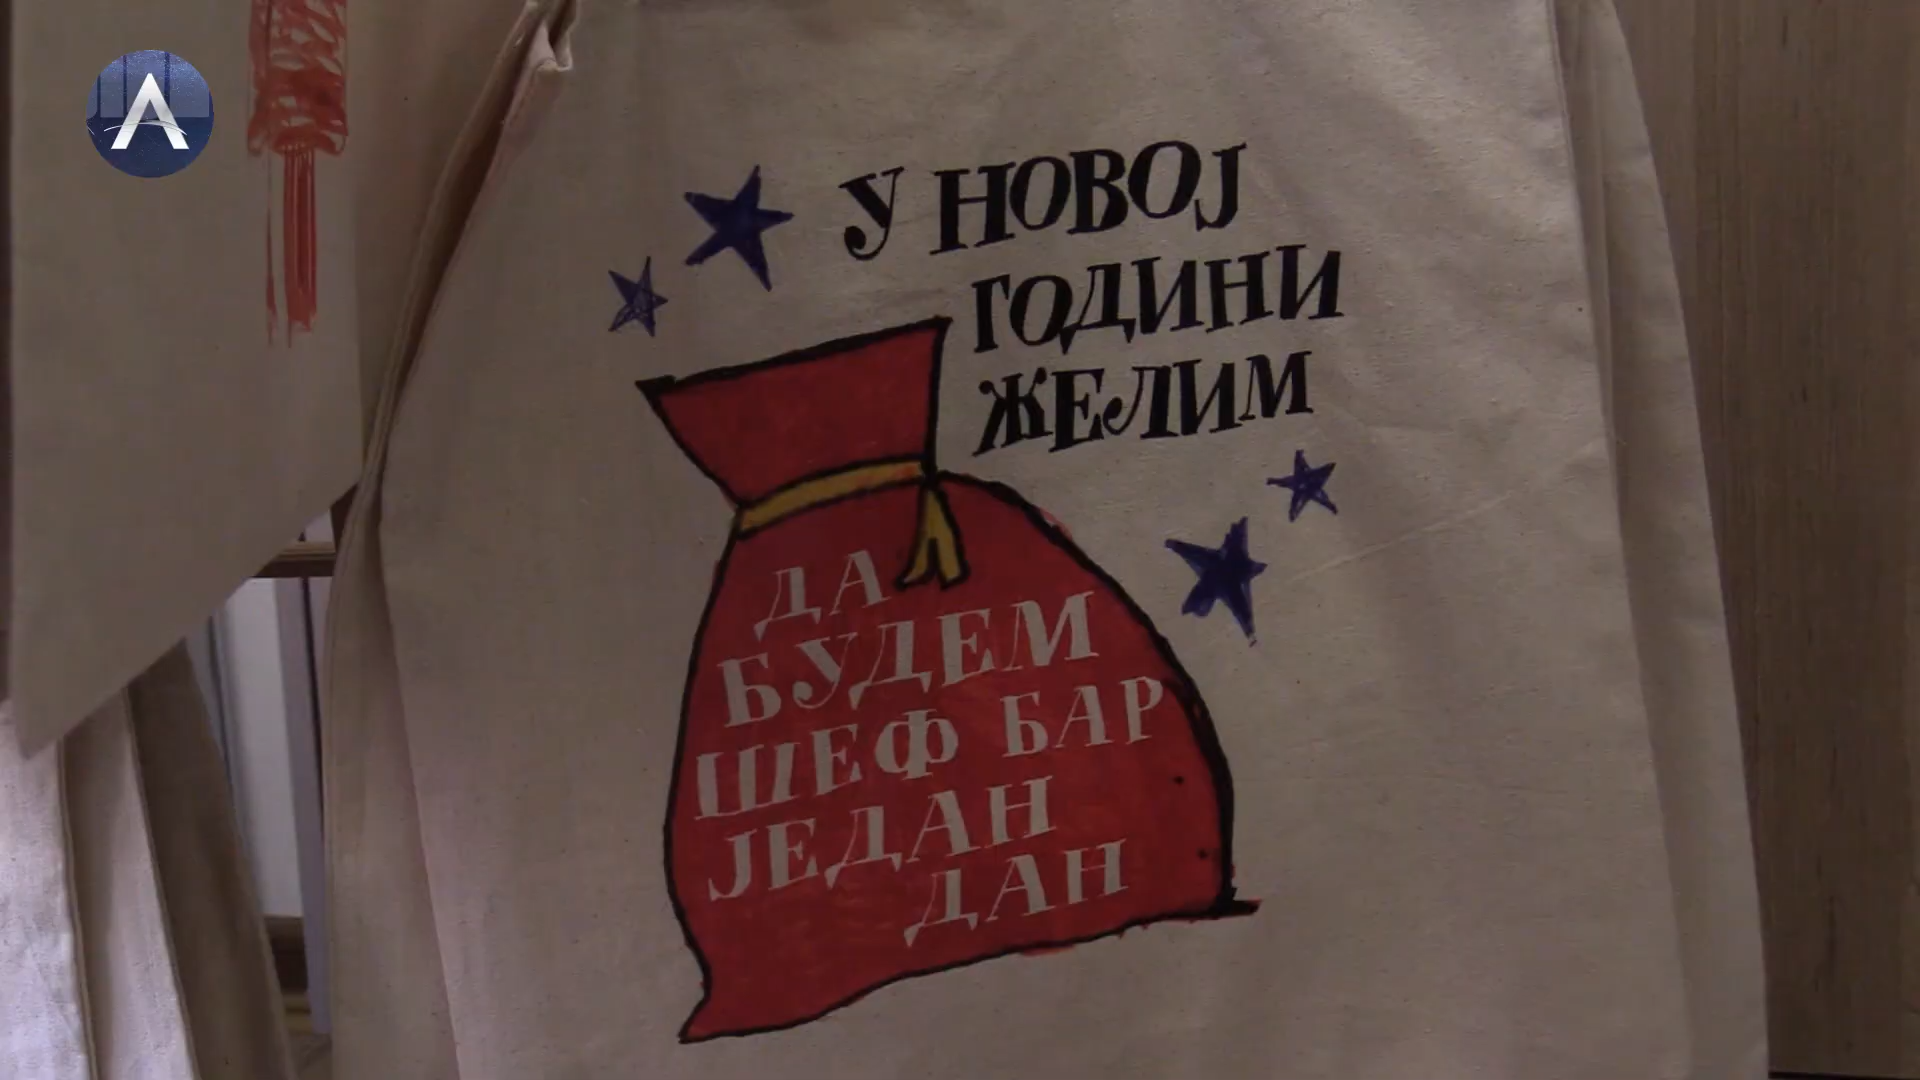 У НОВОЈ
ГОДИНИ
ЖЕЛИМ
ДА
БУДЕМ
ШЕФ БАР
ЈЕДАН
ДАН